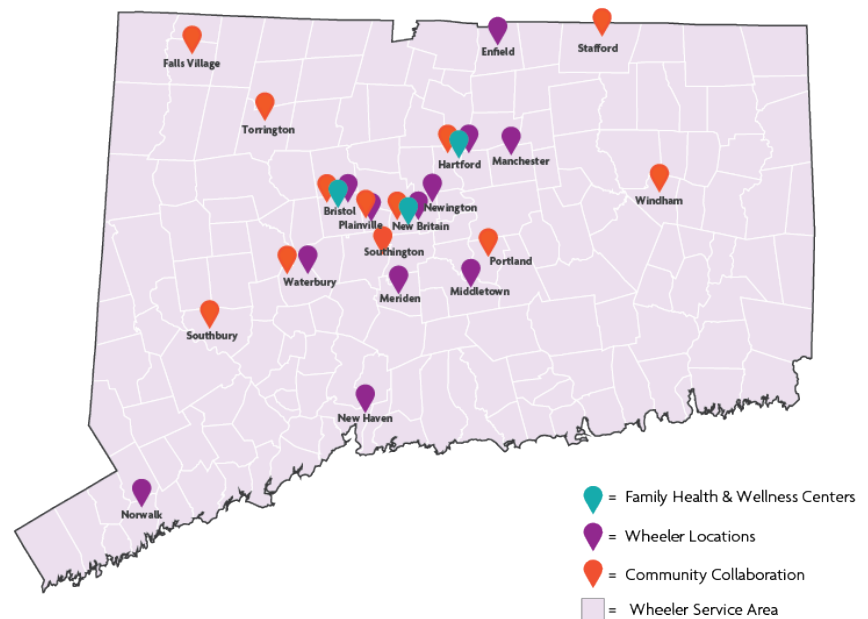 Enfield
Stafford
Falls Village
Torrington
Hartford
Manchester
Windham
Bristol
Newington
Plainville
New Britain
Southington
Portland
Waterbury
Meriden
Middletown
Southbury
New Haven
Norwalk
= Family Health & Wellness Centers
= Wheeler Locations
= Community Collaboration
= Wheeler Service Area